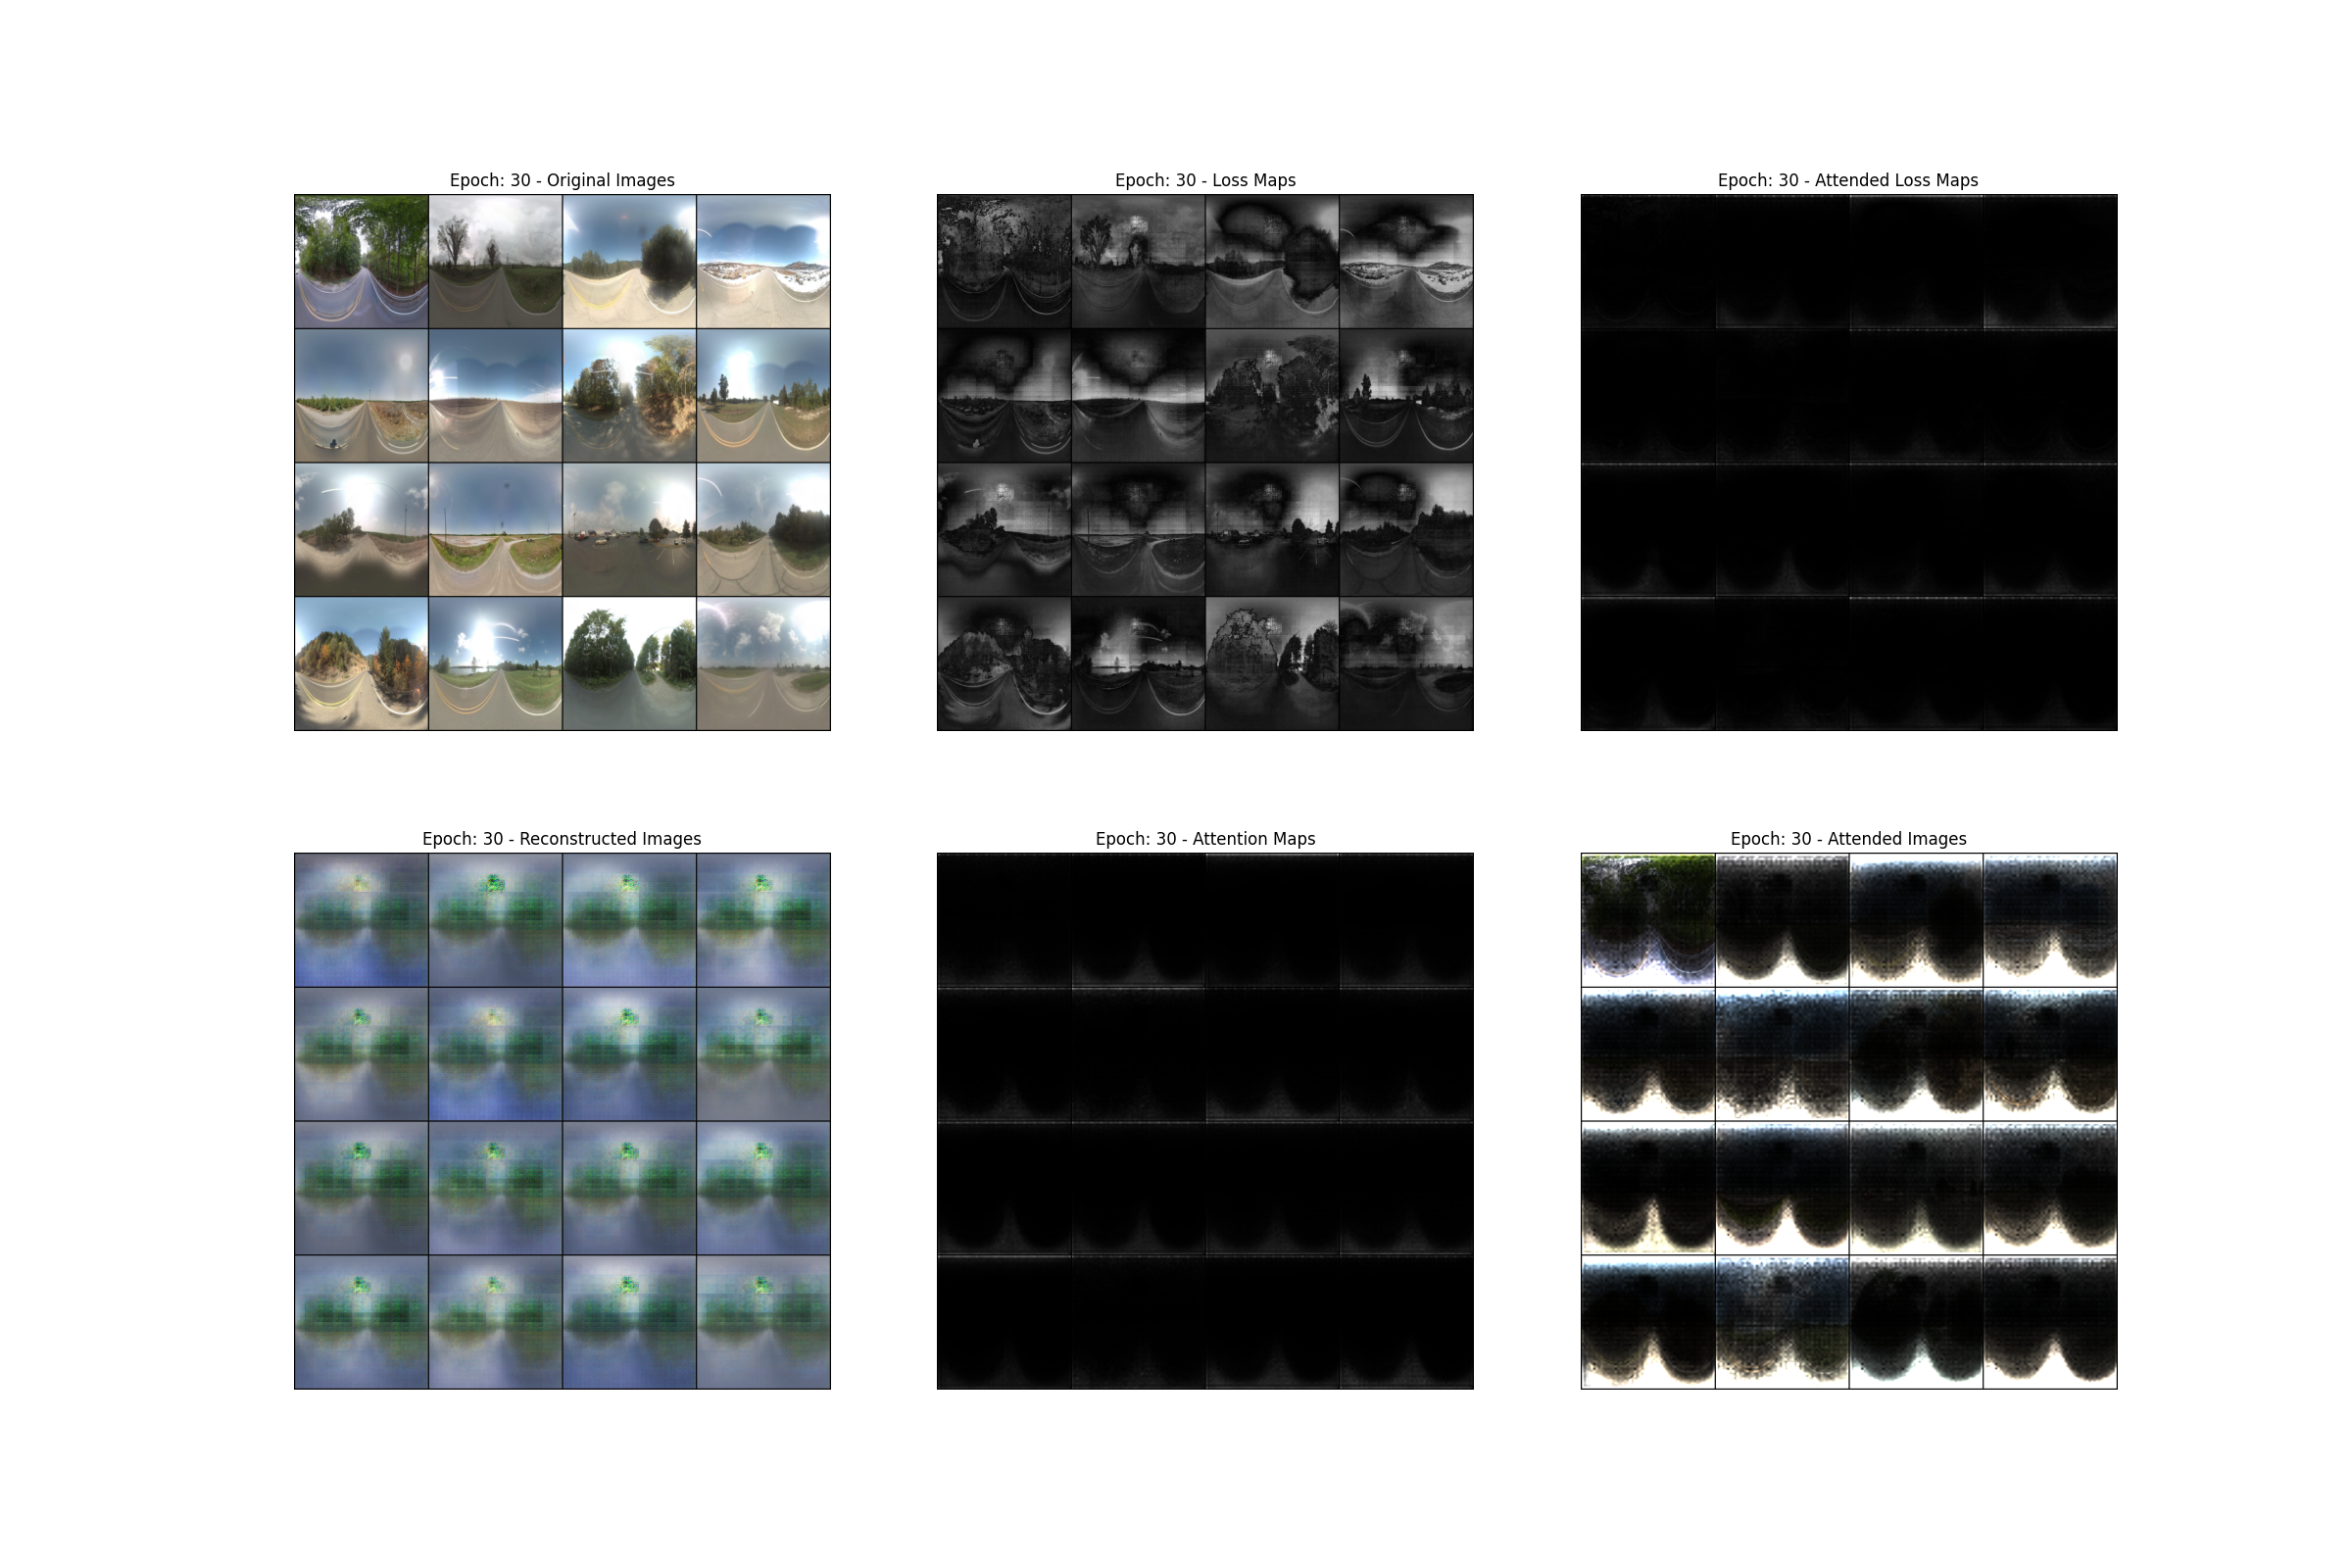 Epoch: 30 - Original Images
Epoch: 30 - Loss Maps
Epoch: 30 - Attended Loss Maps
Epoch: 30 - Reconstructed Images
Epoch: 30 - Attention Maps
Epoch: 30 - Attended Images